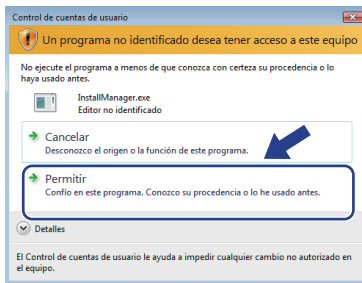 Control de cuentas de usuario
Un programa no identificado desea tener acceso a este equipo
No ejecute el programa a menos de que conozca con certeza su procedencia o lo
haya usado antes.
InstallManager.exe
Editor no identificado
Cancelar
Desconozco el origen o la función de este programa.
Permitir
Confío en este programa. Conozco su procedencia o lo he usado antes.
Detalles
El Control de cuentas de usuario le ayuda a impedir cualquier cambio no autorizado en
el equipo.